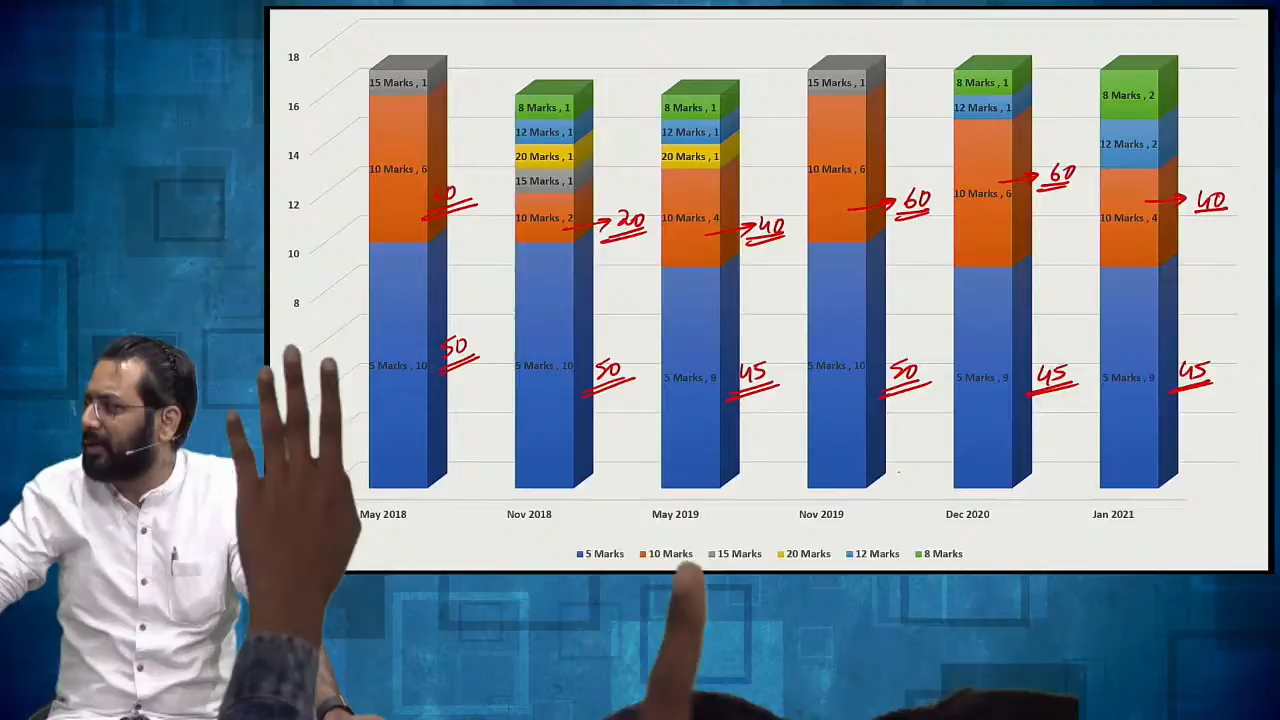 18
16
14
12
10
8
15 Marks , 1
10 Marks , 6
60
5 Marks , 10
50
8 Marks , 1
12 Marks , 1
20 Marks , 1
15 Marks , 1
10 Marks , 2
20
5 Marks , 10
50
8 Marks , 1
12 Marks , 1
20 Marks , 1
10 Marks , 4
40
5 Marks , 9
45
15 Marks , 1
10 Marks , 6
60
5 Marks , 10
50
8 Marks , 1
12 Marks , 1
10 Marks , 6
60
5 Marks , 9
45
8 Marks , 2
12 Marks , 2
10 Marks , 4
40
5 Marks , 9
45
May 2018 Nov 2018 May 2019 Nov 2019 Dec 2020 Jan 2021
5 Marks 10 Marks 15 Marks 20 Marks 12 Marks 8 Marks